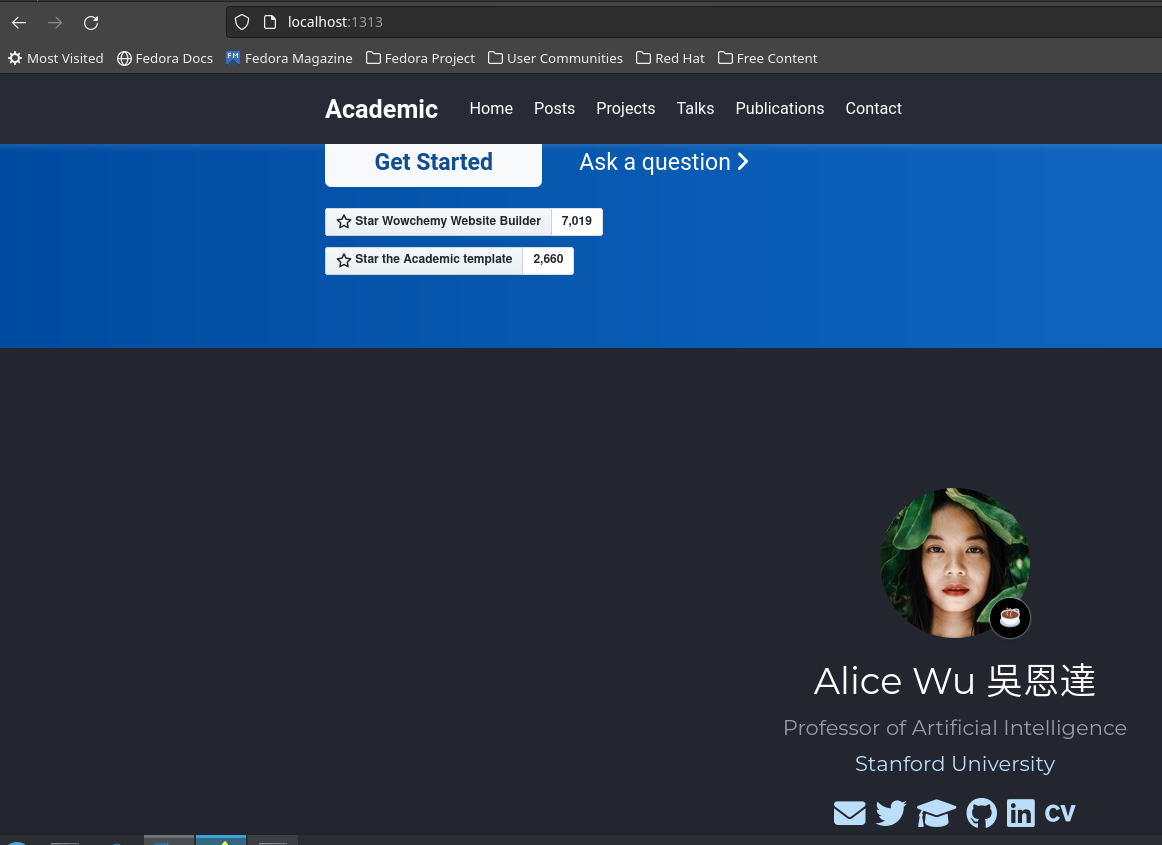 localhost:1313
Most Visited Fedora Docs Fedora Magazine Fedora Project User Communities Red Hat Free Content
Academic Home Posts Projects Talks Publications Contact
Get Started Ask a question
Star Wowchemy Website Builder 7,019
Star the Academic template 2,660
Alice Wu 吳恩達
Professor of Artificial Intelligence
Stanford University
CV